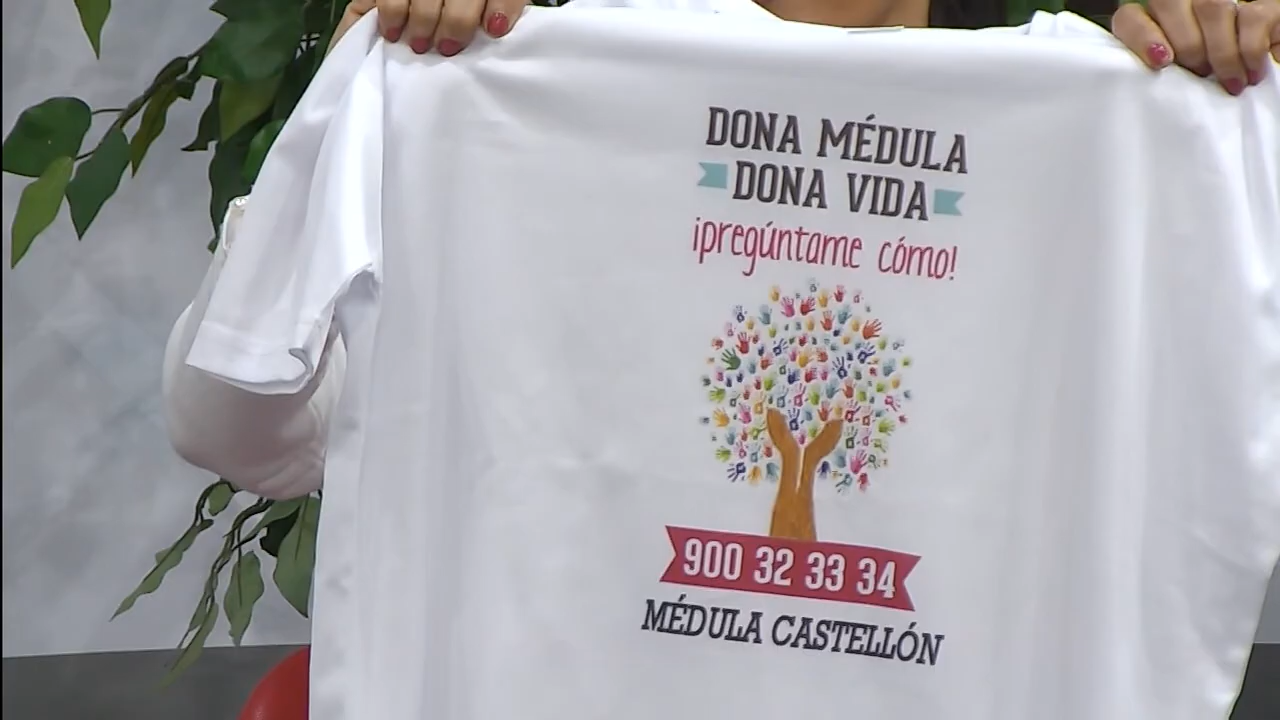 DONA MÉDULA
DONA VIDA
¡pregúntame cómo!
900 32 33 34
MÉDULA CASTELLÓN